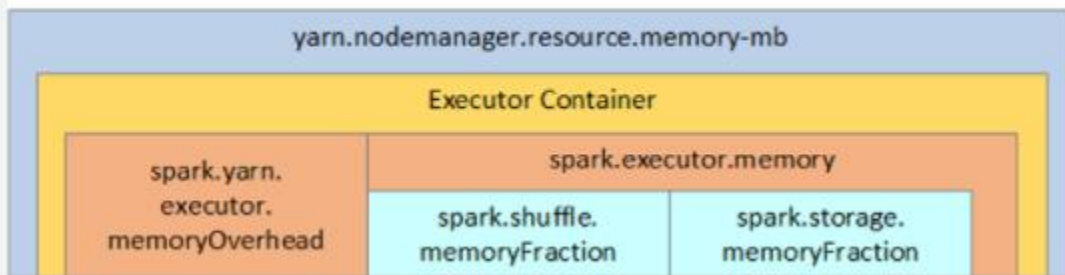 yarn.nodemanager.resource.memory-mb
Executor Container
spark.yarn.
executor.
memoryOverhead
spark.executor.memory
spark.shuffle.
memoryFraction
spark.storage.
memoryFraction